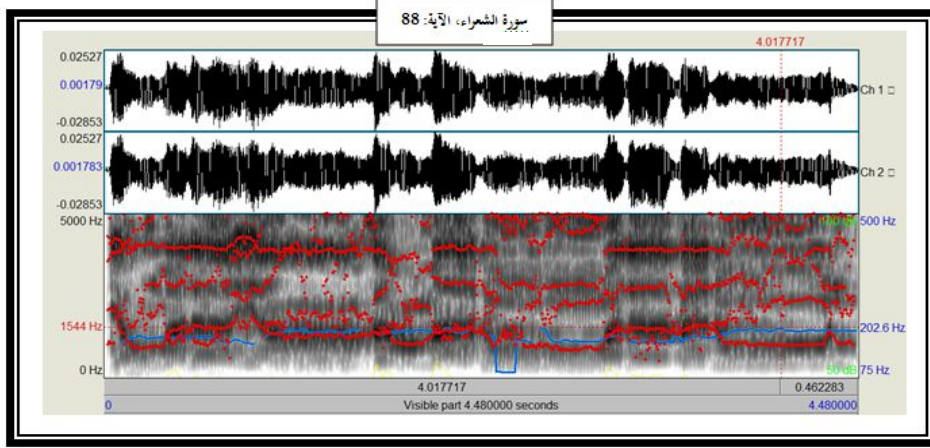 سورة الشعراء، الآية: 88
4.017717
0.02527
0.00179
-0.02853
Ch 1
0.02527
0.001783
-0.02853
Ch 2
5000 Hz
100 dB 500 Hz
1544 Hz
202.6 Hz
0 Hz
50 dB 75 Hz
4.017717 0.462283
0 Visible part 4.480000 seconds 4.480000